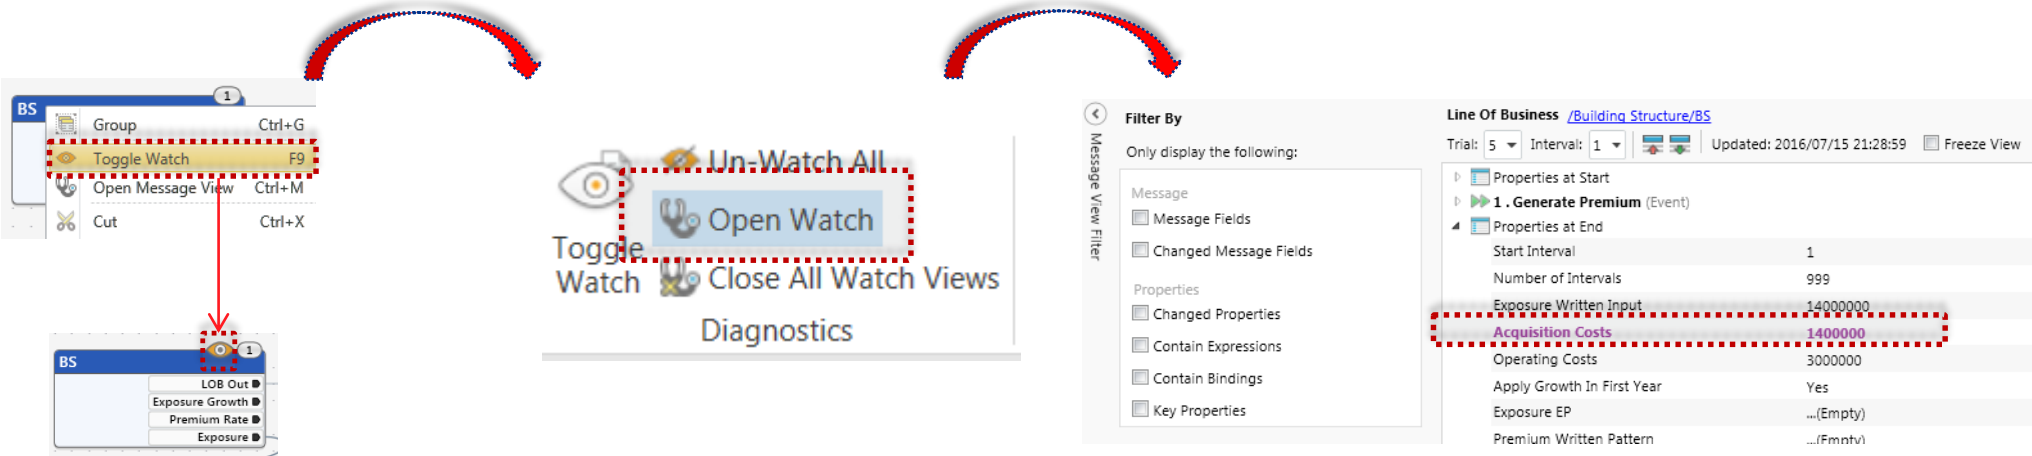 1
BS
Group Ctrl+G
Toggle Watch F9
Open Message View Ctrl+M
Cut Ctrl+X
1
BS
LOB Out
Exposure Growth
Premium Rate
Exposure
Toggle
Watch
Un-Watch All
Open Watch
Close All Watch Views
Diagnostics
Message View Filter
Filter By
Only display the following:
Message
Message Fields
Changed Message Fields
Properties
Changed Properties
Contain Expressions
Contain Bindings
Key Properties
Line Of Business /Building Structure/BS
Trial: 5 Interval: 1 Updated: 2016/07/15 21:28:59 Freeze View
Properties at Start
1 . Generate Premium (Event)
Properties at End
Start Interval 1
Number of Intervals 999
Exposure Written Input 14000000
Acquisition Costs 1400000
Operating Costs 3000000
Apply Growth In First Year Yes
Exposure EP ...(Empty)
Premium Written Pattern ...(Empty)